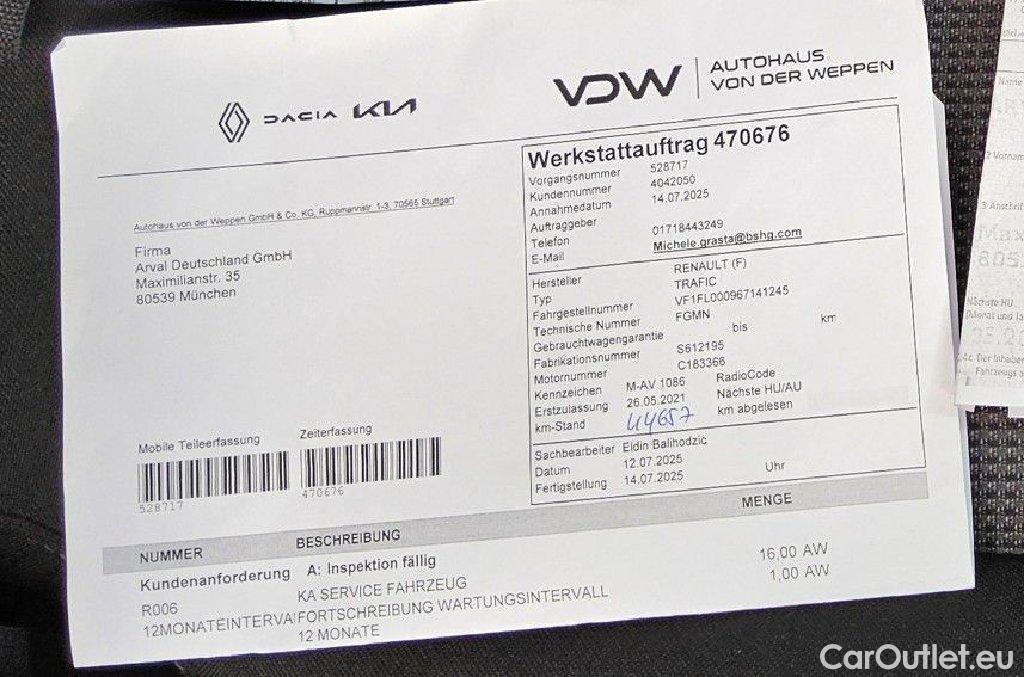 DACIA KIA
VDW AUTOHAUS
VON DER WEPPEN
Werkstattauftrag 470676
Vorgangsnummer 528717
Kundennummer 4042050
Annahmedatum 14.07.2025
Auftraggeber
Telefon 01718443249
E-Mail Michele.grasta@bshg.com
Autohaus von der Weppen GmbH & Co. KG, Ruppmannstr. 1-3, 70565 Stuttgart
Firma
Arval Deutschland GmbH
Maximilianstr. 35
80539 München
Hersteller RENAULT (F)
Typ TRAFIC
Fahrgestellnummer VF1FL000967141245
Technische Nummer FGMN
Gebrauchtwagengarantie bis km
Fabrikationsnummer S612195
Motornummer C183366
Kennzeichen M-AV 1086 RadioCode
Erstzulassung 26.05.2021 Nächste HU/AU
km-Stand 44657 km abgelesen
Sachbearbeiter Eldin Balihodzic
Datum 12.07.2025
Fertigstellung 14.07.2025 Uhr
Mobile Teileerfassung Zeiterfassung
528717 470676
NUMMER BESCHREIBUNG MENGE
Kundenanforderung A: Inspektion fällig
R006 KA SERVICE FAHRZEUG 16,00 AW
12MONATEINTERVA FORTSCHREIBUNG WARTUNGSINTERVALL 1,00 AW
12 MONATE
Nächste HU
CarOutlet.eu